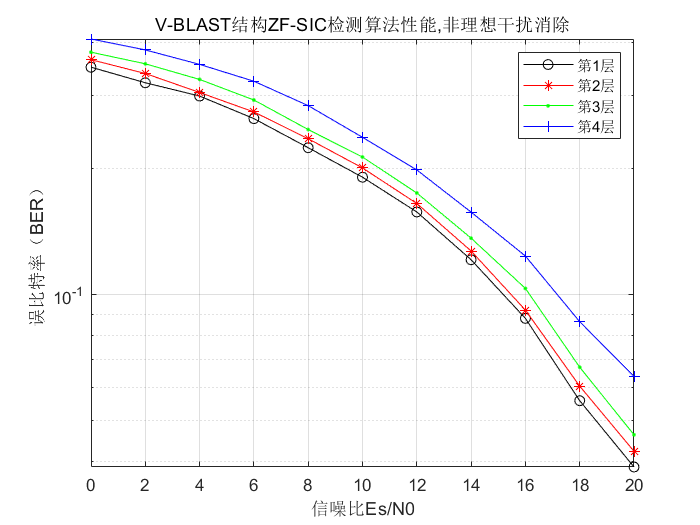 V-BLAST结构ZF-SIC检测算法性能,非理想干扰消除
第1层
第2层
第3层
第4层
误比特率（BER）
10-1
0 2 4 6 8 10 12 14 16 18 20
信噪比Es/N0